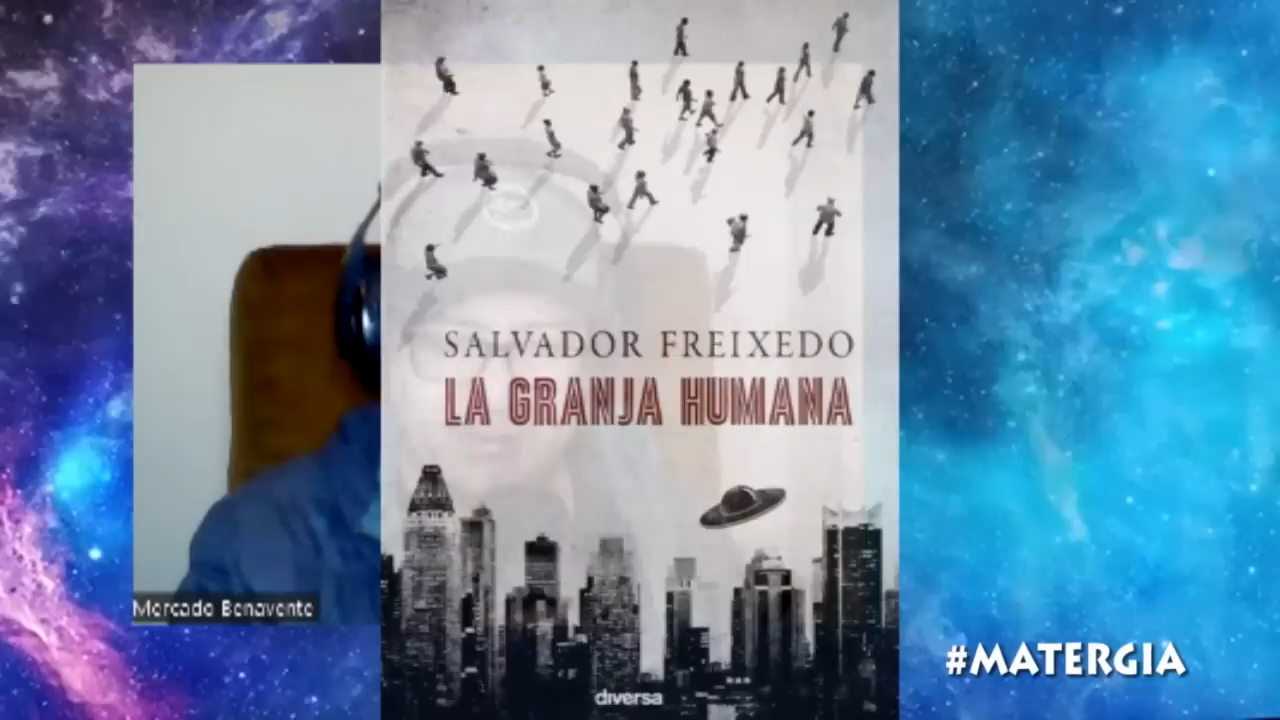 SALVADOR FREIXEDO
LA GRANJA HUMANA
Mercado Benavente
#MATERGIA
diversa